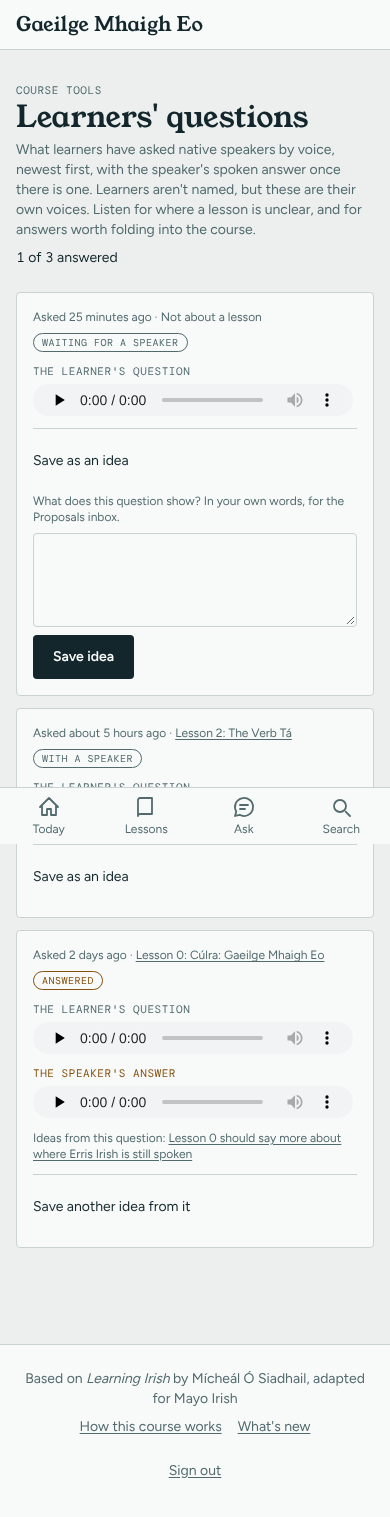 Gaeilge Mhaigh Eo
COURSE TOOLS
Learners' questions
What learners have asked native speakers by voice,
newest first, with the speaker's spoken answer once
there is one. Learners aren't named, but these are their
own voices. Listen for where a lesson is unclear, and for
answers worth folding into the course.
1 of 3 answered
Asked 25 minutes ago · Not about a lesson
WAITING FOR A SPEAKER
THE LEARNER'S QUESTION
0:00 / 0:00
Save as an idea
What does this question show? In your own words, for the
Proposals inbox.
Save idea
Asked about 5 hours ago · Lesson 2: The Verb Tá
WITH A SPEAKER
THE LEARNER'S QUESTION
Today Lessons Ask Search
Save as an idea
Asked 2 days ago · Lesson 0: Cúlra: Gaeilge Mhaigh Eo
ANSWERED
THE LEARNER'S QUESTION
0:00 / 0:00
THE SPEAKER'S ANSWER
0:00 / 0:00
Ideas from this question: Lesson 0 should say more about
where Erris Irish is still spoken
Save another idea from it
Based on Learning Irish by Mícheál Ó Siadhail, adapted
for Mayo Irish
How this course works What's new
Sign out